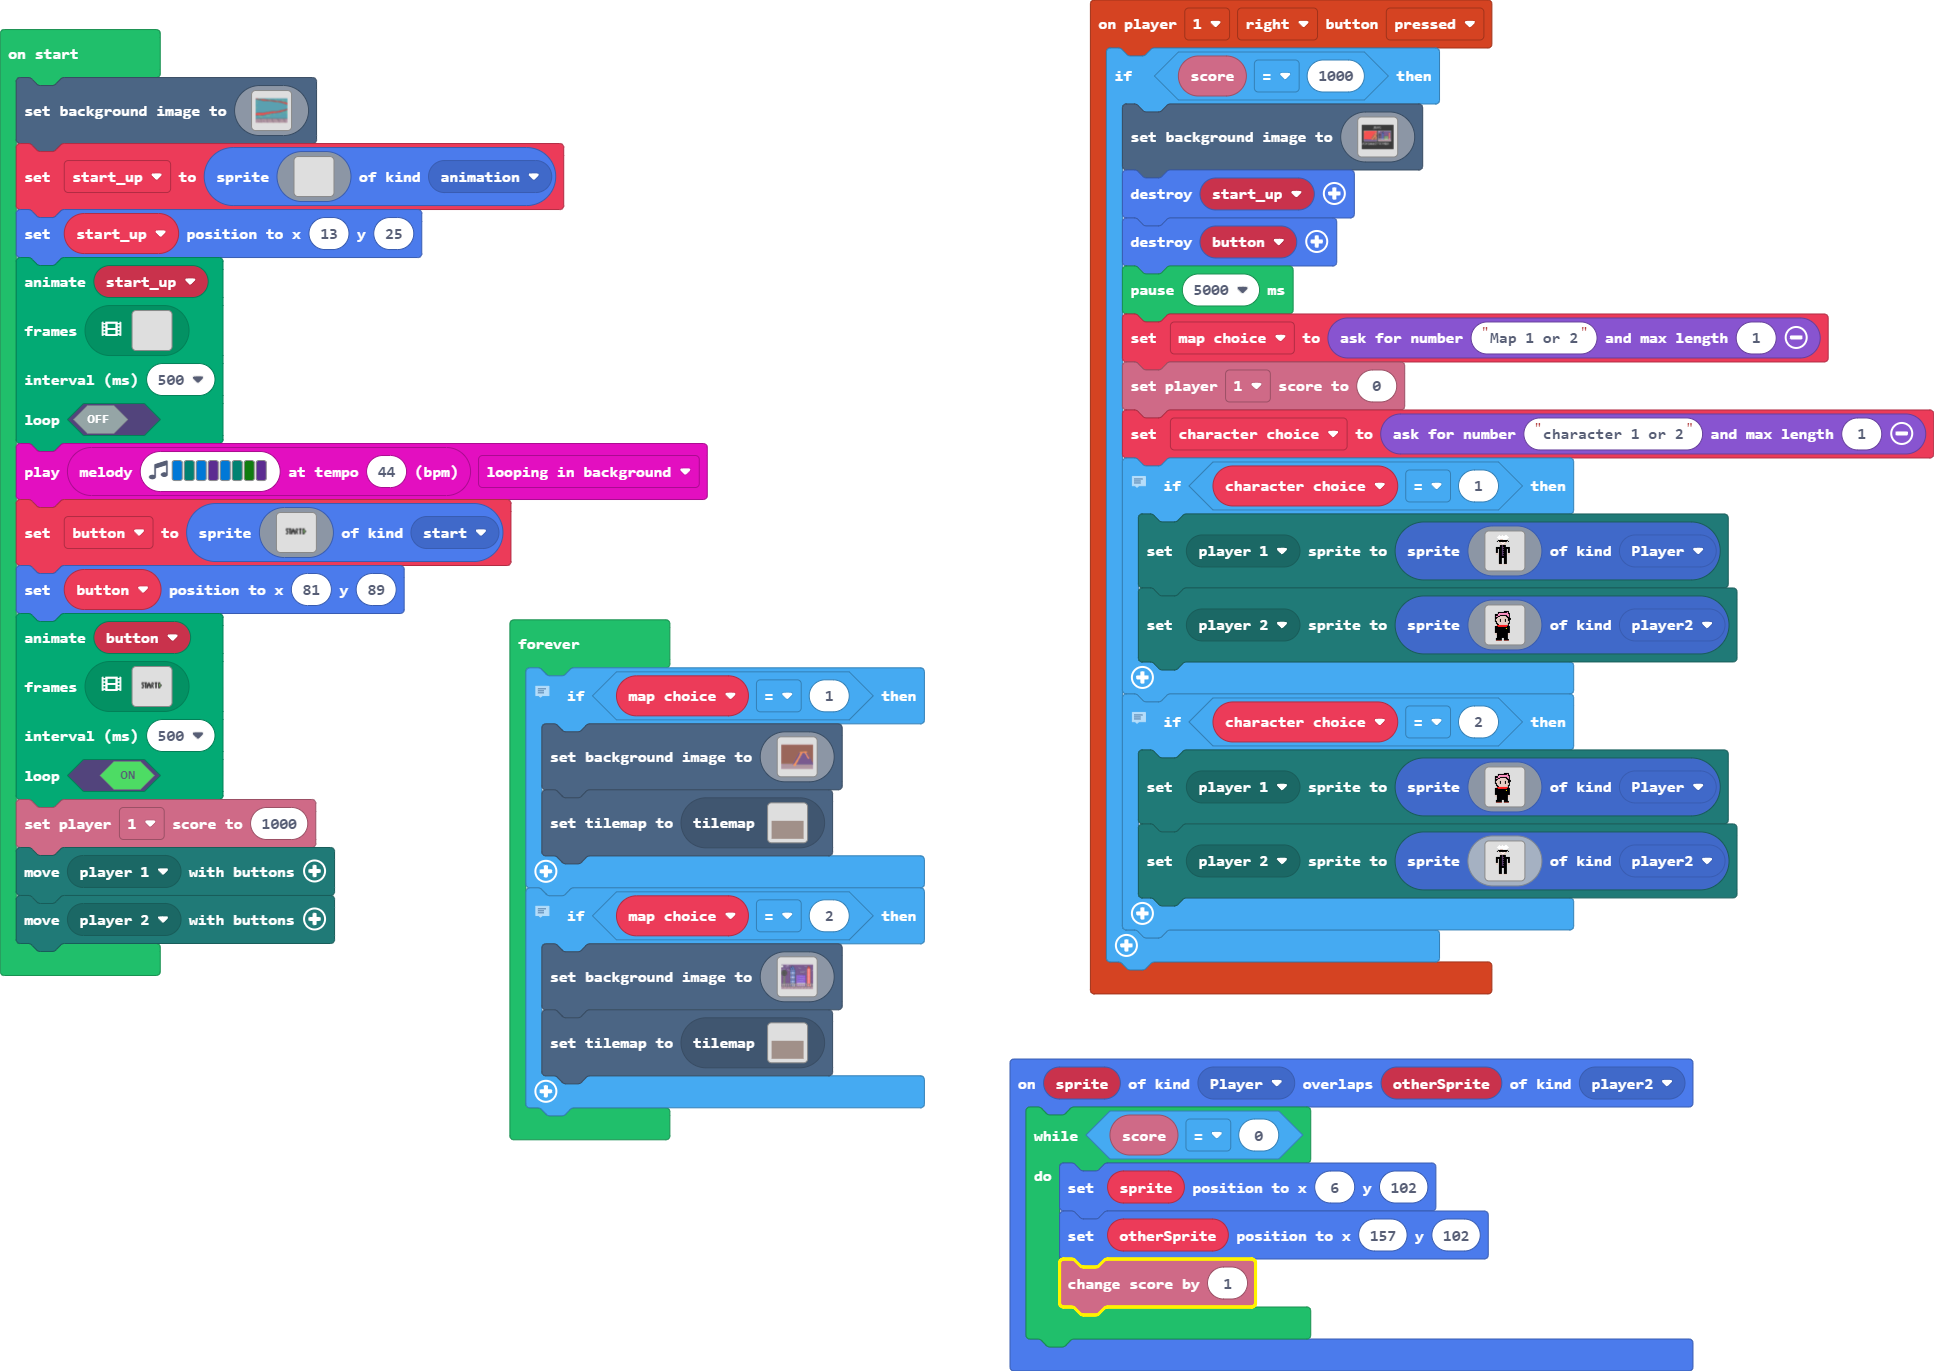 on start
set background image to
set start_up to sprite of kind animation
set start_up position to x 13 y 25
animate start_up
frames
interval (ms) 500
loop OFF
play melody at tempo 44 (bpm) looping in background
set button to sprite of kind start
set button position to x 81 y 89
animate button
frames
interval (ms) 500
loop ON
set player 1 score to 1000
move player 1 with buttons
move player 2 with buttons
forever
if map choice = 1 then
set background image to
set tilemap to tilemap
if map choice = 2 then
set background image to
set tilemap to tilemap
on player 1 right button pressed
if score = 1000 then
set background image to
destroy start_up
destroy button
pause 5000 ms
set map choice to ask for number "Map 1 or 2" and max length 1
set player 1 score to 0
set character choice to ask for number "character 1 or 2" and max length 1
if character choice = 1 then
set player 1 sprite to sprite of kind Player
set player 2 sprite to sprite of kind player2
if character choice = 2 then
set player 1 sprite to sprite of kind Player
set player 2 sprite to sprite of kind player2
on sprite of kind Player overlaps otherSprite of kind player2
while score = 0
do
set sprite position to x 6 y 102
set otherSprite position to x 157 y 102
change score by 1